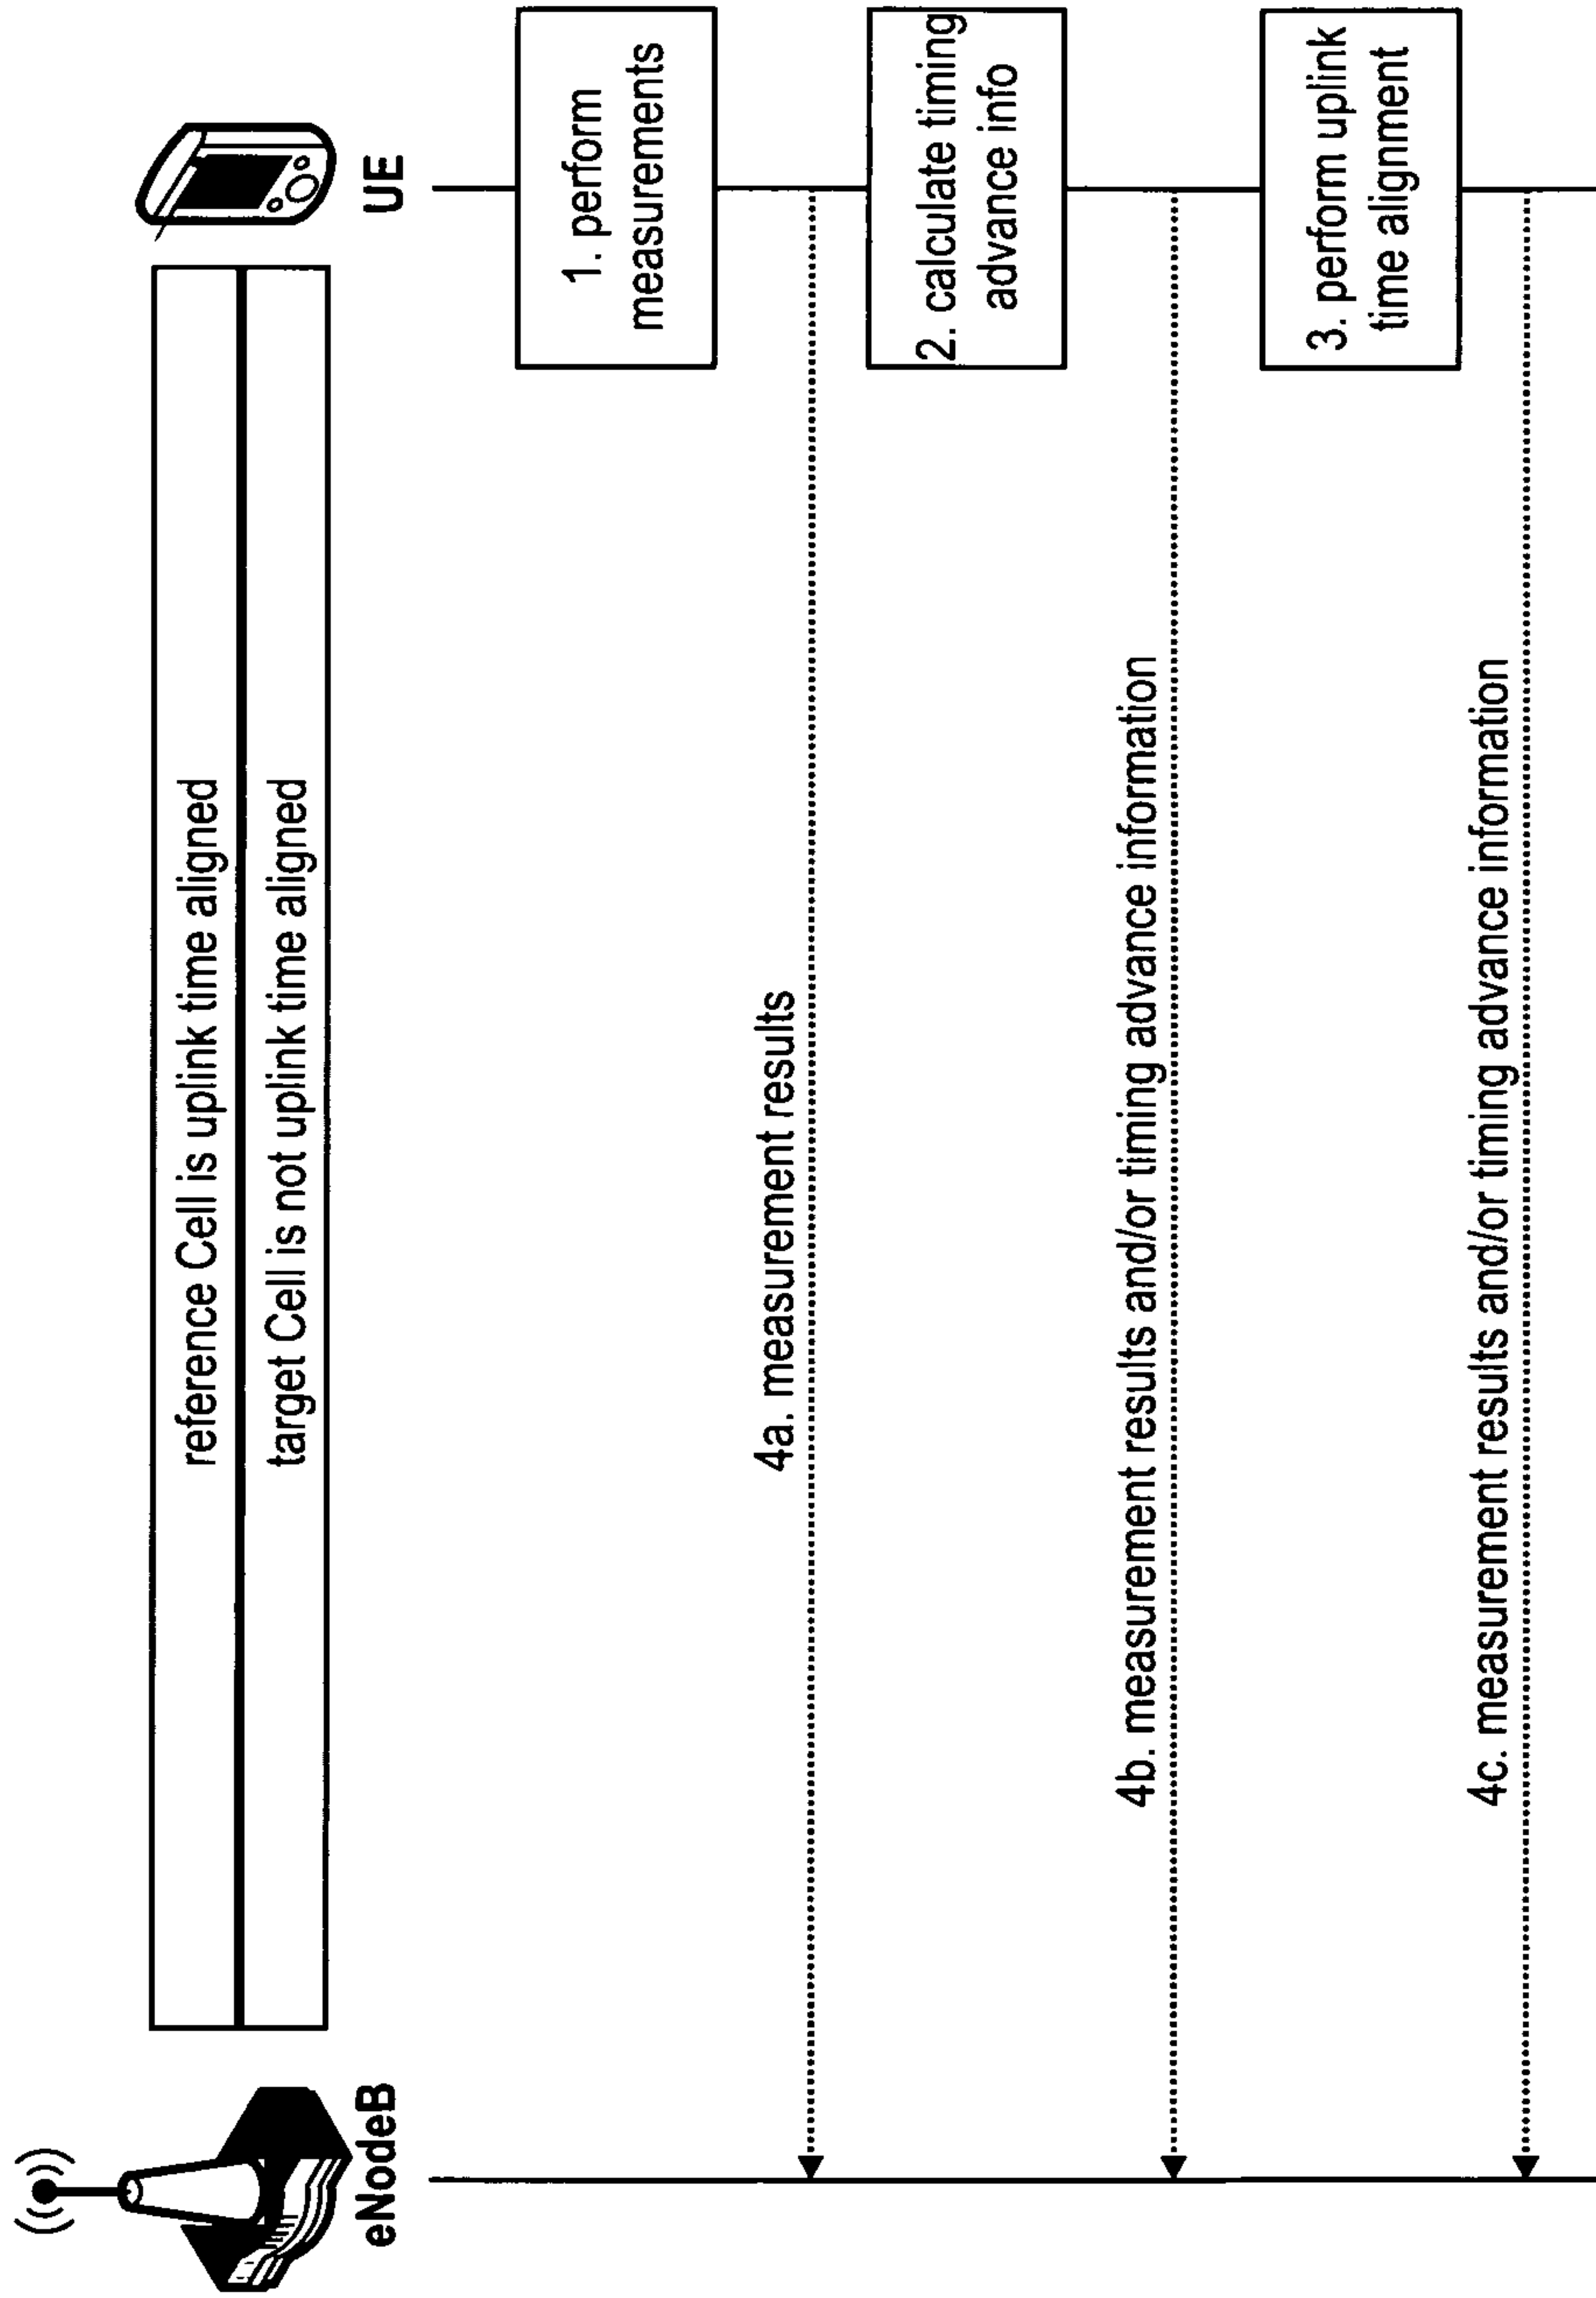 eNodeB
UE
reference Cell is uplink time aligned
target Cell is not uplink time aligned
1. perform
measurements
4a. measurement results
2. calculate timing
advance info
4b. measurement results and/or timing advance information
3. perform uplink
time alignment
4c. measurement results and/or timing advance information